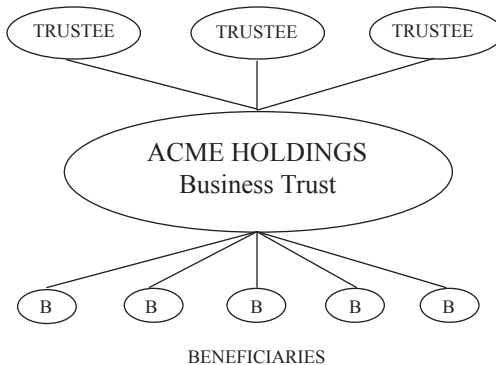 TRUSTEE
TRUSTEE
TRUSTEE
ACME HOLDINGS
Business Trust
B
B
B
B
B
BENEFICIARIES